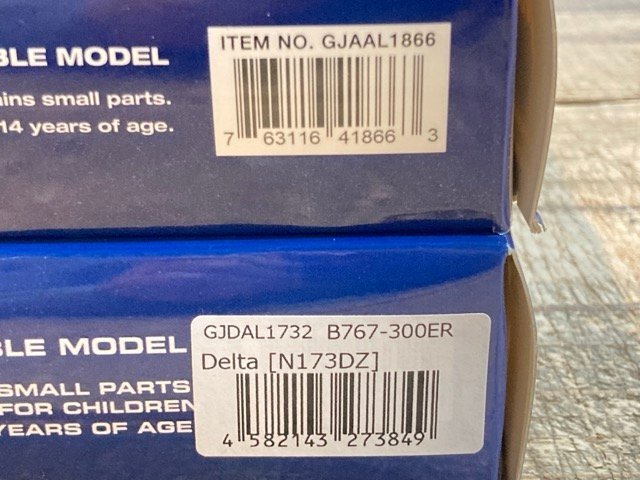 BLE MODEL
ins small parts.
14 years of age.
ITEM NO. GJAAL1866
7 63116 41866 3
BLE MODEL
SMALL PARTS
FOR CHILDREN
YEARS OF AGE
GJDAL1732 B767-300ER
Delta [N173DZ]
4 582143 273849